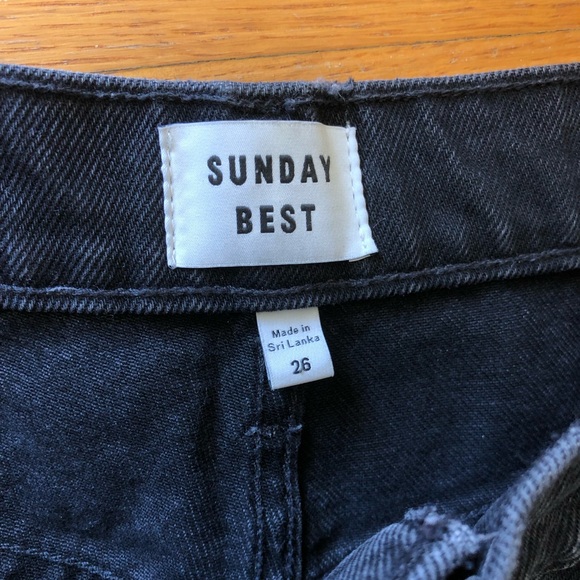 SUNDAY
BEST
Made in
Sri Lanka
26